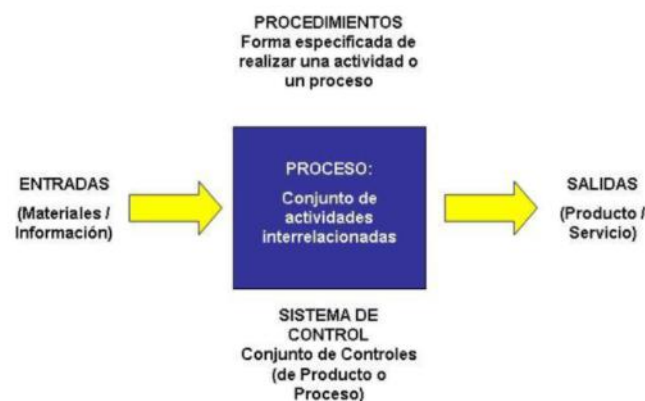 PROCEDIMIENTOS
Forma especificada de
realizar una actividad o
un proceso
ENTRADAS
(Materiales /
Información)
PROCESO:
Conjunto de
actividades
interrelacionadas
SALIDAS
(Producto /
Servicio)
SISTEMA DE
CONTROL
Conjunto de Controles
(de Producto o
Proceso)